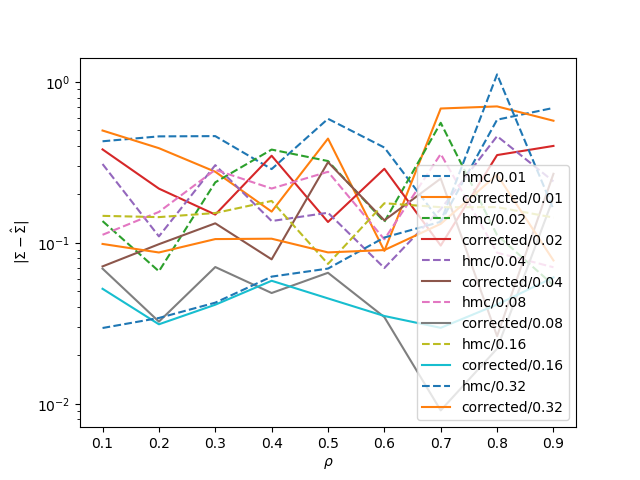 10⁰
10⁻¹
10⁻²
|Σ − Σ̂|
hmc/0.01
corrected/0.01
hmc/0.02
corrected/0.02
hmc/0.04
corrected/0.04
hmc/0.08
corrected/0.08
hmc/0.16
corrected/0.16
hmc/0.32
corrected/0.32
0.1 0.2 0.3 0.4 0.5 0.6 0.7 0.8 0.9
ρ